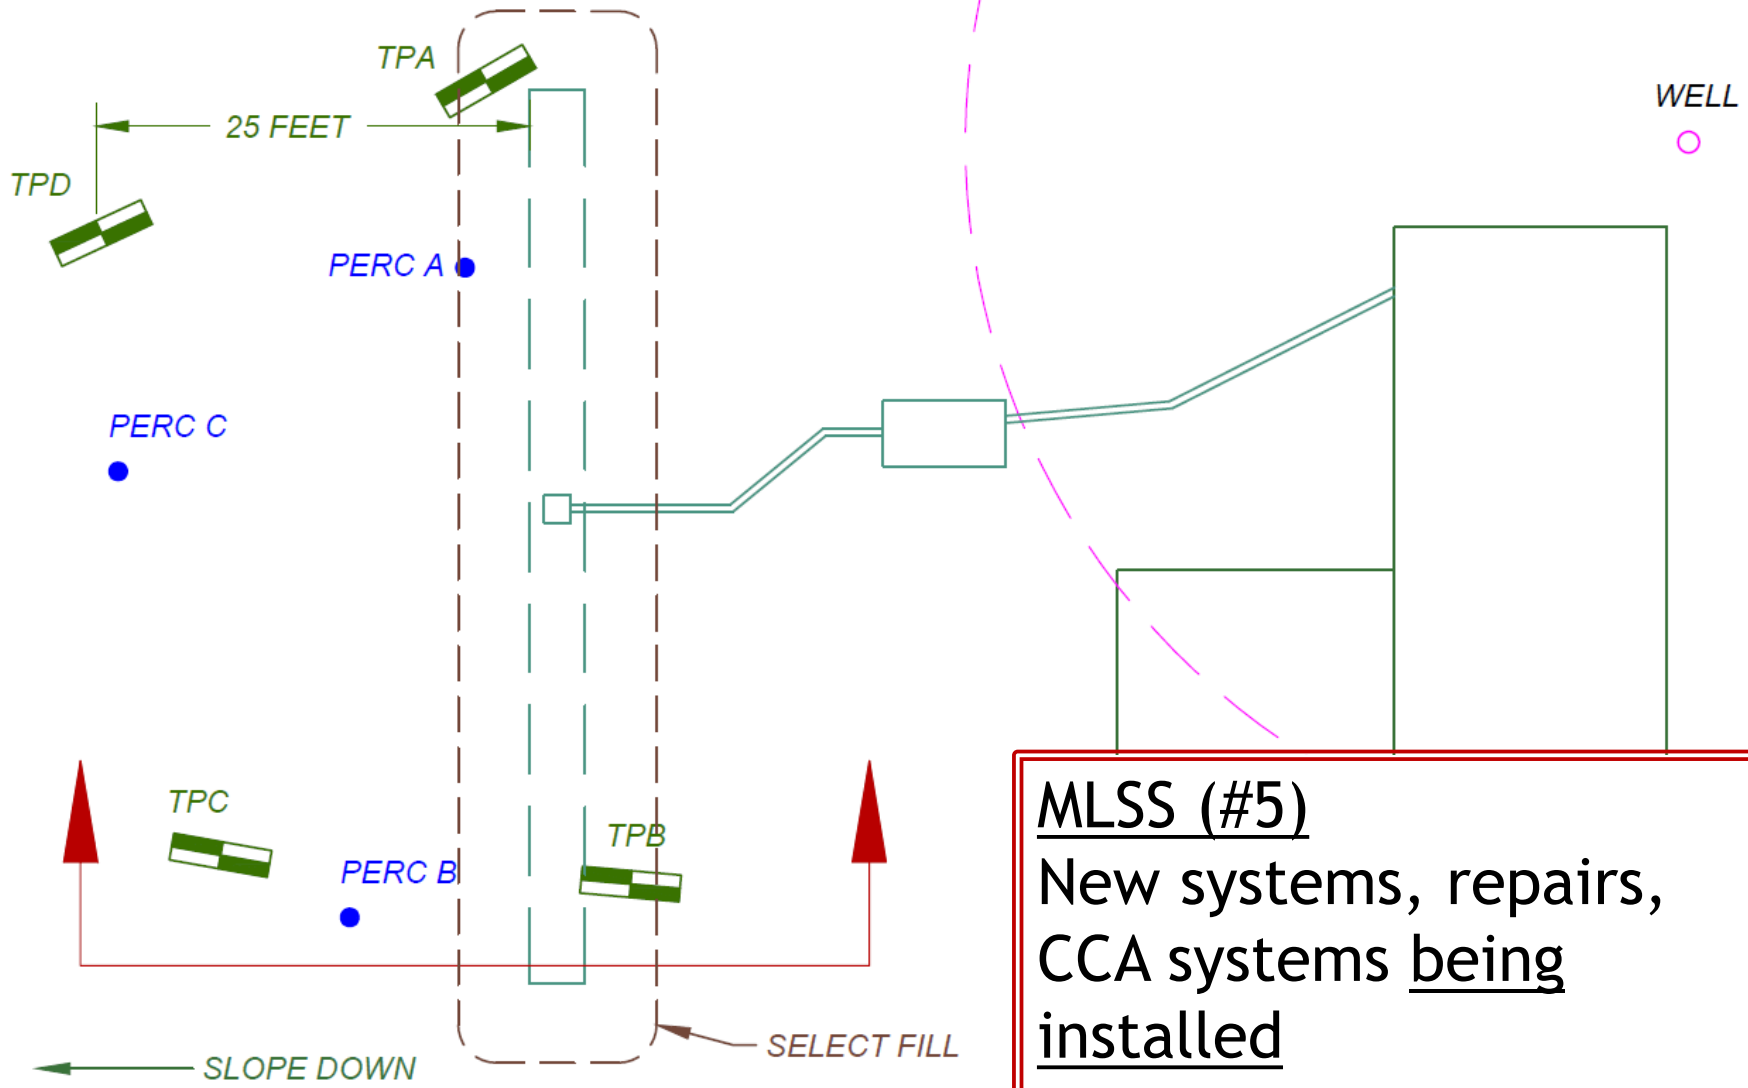 TPA
WELL
25 FEET
TPD
PERC A
PERC C
TPC
TPB
PERC B
MLSS (#5)
New systems, repairs,
CCA systems being
installed
SELECT FILL
SLOPE DOWN